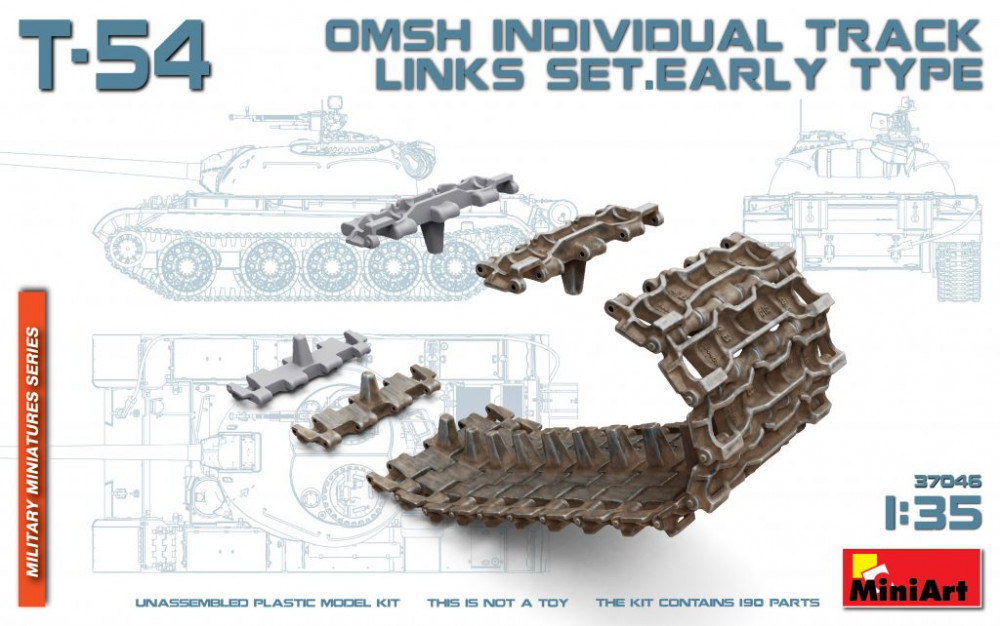 T-54
OMSH INDIVIDUAL TRACK
LINKS SET.EARLY TYPE
MILITARY MINIATURES SERIES
37046
1:35
MiniArt
UNASSEMBLED PLASTIC MODEL KIT THIS IS NOT A TOY THE KIT CONTAINS 190 PARTS